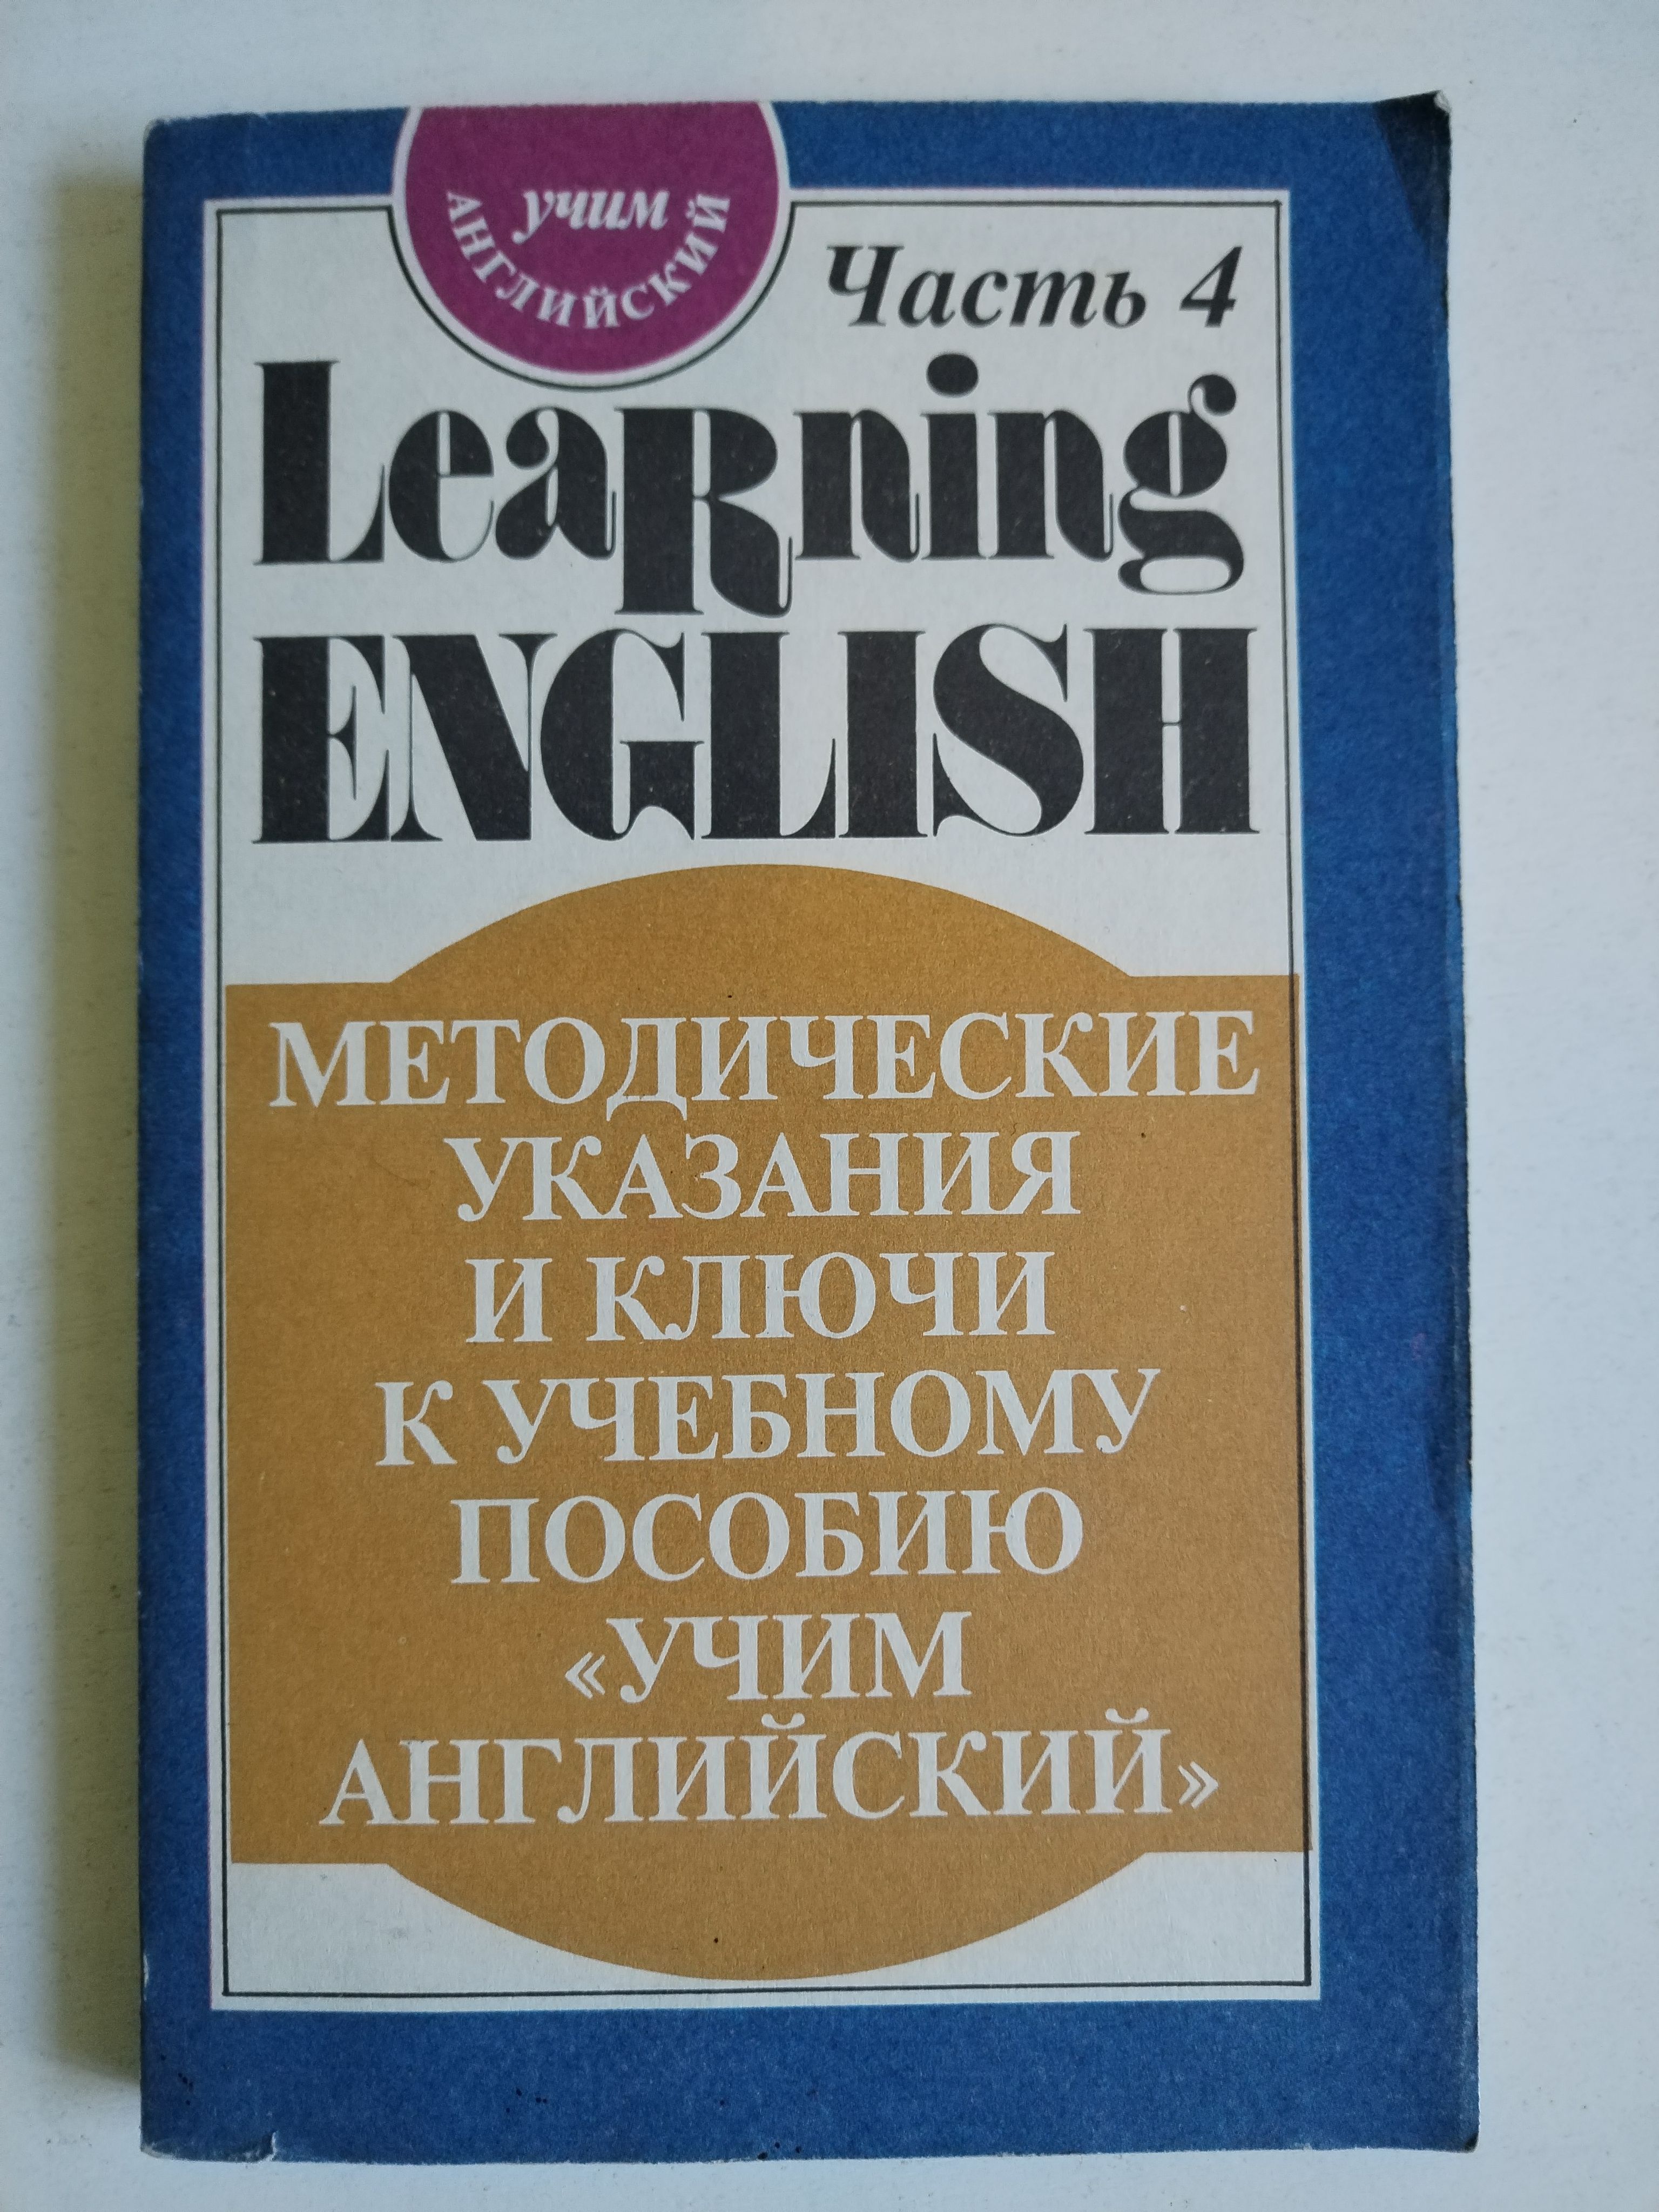 учим
АНГЛИЙСКИЙ
Часть 4
LeaRning
ENGLISH
МЕТОДИЧЕСКИЕ
УКАЗАНИЯ
И КЛЮЧИ
К УЧЕБНОМУ
ПОСОБИЮ
«УЧИМ
АНГЛИЙСКИЙ»